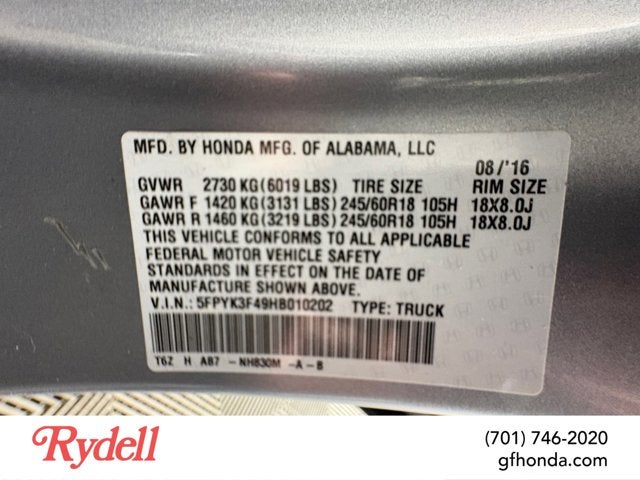 MFD. BY HONDA MFG. OF ALABAMA, LLC
08/'16
GVWR 2730 KG(6019 LBS) TIRE SIZE RIM SIZE
GAWR F 1420 KG(3131 LBS)245/60R18 105H 18X8.0J
GAWR R 1460 KG(3219 LBS)245/60R18 105H 18X8.0J
THIS VEHICLE CONFORMS TO ALL APPLICABLE
FEDERAL MOTOR VEHICLE SAFETY
STANDARDS IN EFFECT ON THE DATE OF
MANUFACTURE SHOWN ABOVE.
V.I.N.: 5FPYK3F49HB010202 TYPE: TRUCK
T6Z H AB7 -NH830M -A-B
Rydell
(701) 746-2020
gfhonda.com